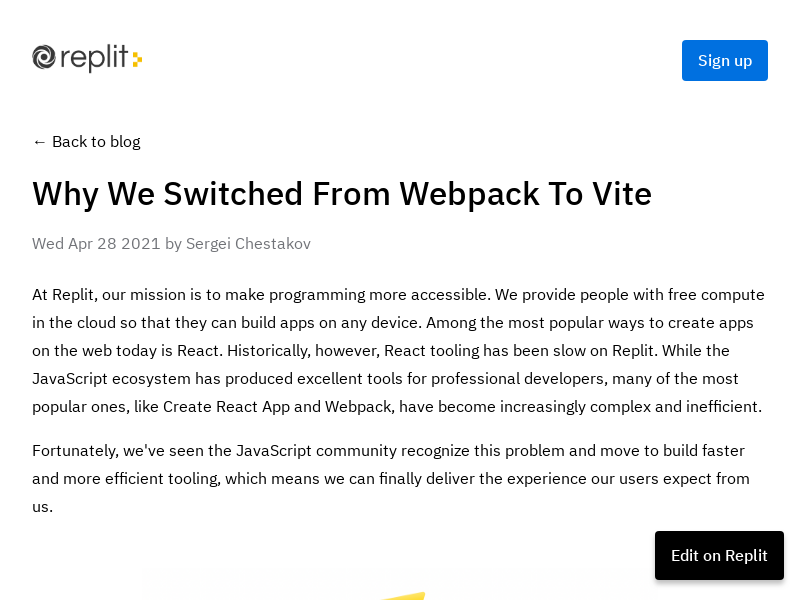 replit
Sign up
← Back to blog
Why We Switched From Webpack To Vite
Wed Apr 28 2021 by Sergei Chestakov
At Replit, our mission is to make programming more accessible. We provide people with free compute
in the cloud so that they can build apps on any device. Among the most popular ways to create apps
on the web today is React. Historically, however, React tooling has been slow on Replit. While the
JavaScript ecosystem has produced excellent tools for professional developers, many of the most
popular ones, like Create React App and Webpack, have become increasingly complex and inefficient.
Fortunately, we've seen the JavaScript community recognize this problem and move to build faster
and more efficient tooling, which means we can finally deliver the experience our users expect from
us.
Edit on Replit